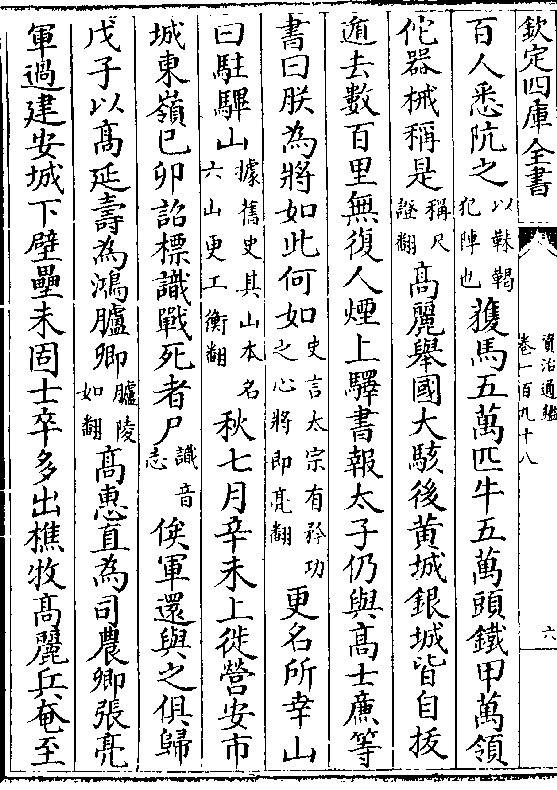 欽定四庫全書
資治通鑑
卷一百九十八
六
百人悉阬之以靺鞨犯陣也獲馬五萬匹牛五萬頭鐵甲萬領
佗器械稱是稱尺證翻高麗舉國大駭後黄城銀城皆自拔
遁去數百里無復人煙上驛書報太子仍與髙士廉等
書曰朕為將如此何如史言太宗有矜功之心將即亮翻更名所幸山
曰駐驆山據舊史其山本名六山更工衡翻秋七月辛未上徙營安市
城東嶺已卯詔標識戰死者尸識音志俟軍還與之俱歸
戊子以髙延壽為鴻臚卿臚陵如翻髙惠真為司農卿張亮
軍過建安城下壁壘未固士卒多出樵牧髙麗兵奄至